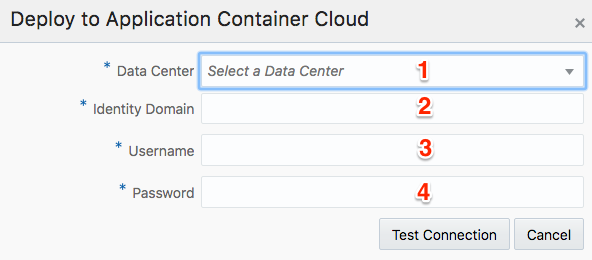 Deploy to Application Container Cloud ×
* Data Center Select a Data Center 1
* Identity Domain 2
* Username 3
* Password 4
Test Connection Cancel